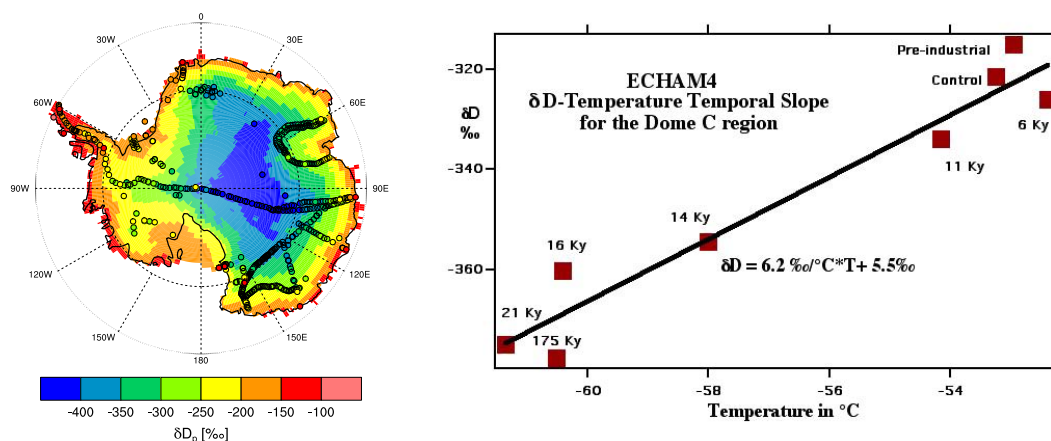 0
30W
30E
60W
60E
90W
90E
120W
120E
150W
150E
180
-400 -350 -300 -250 -200 -150 -100
δDp [‰]
ECHAM4
δ D-Temperature Temporal Slope
for the Dome C region
Pre-industrial
Control
6 Ky
11 Ky
14 Ky
16 Ky
δD = 6.2 ‰/°C*T+ 5.5‰
21 Ky
175 Ky
-320
δD
‰
-340
-360
-60 -58 -56 -54
Temperature in °C